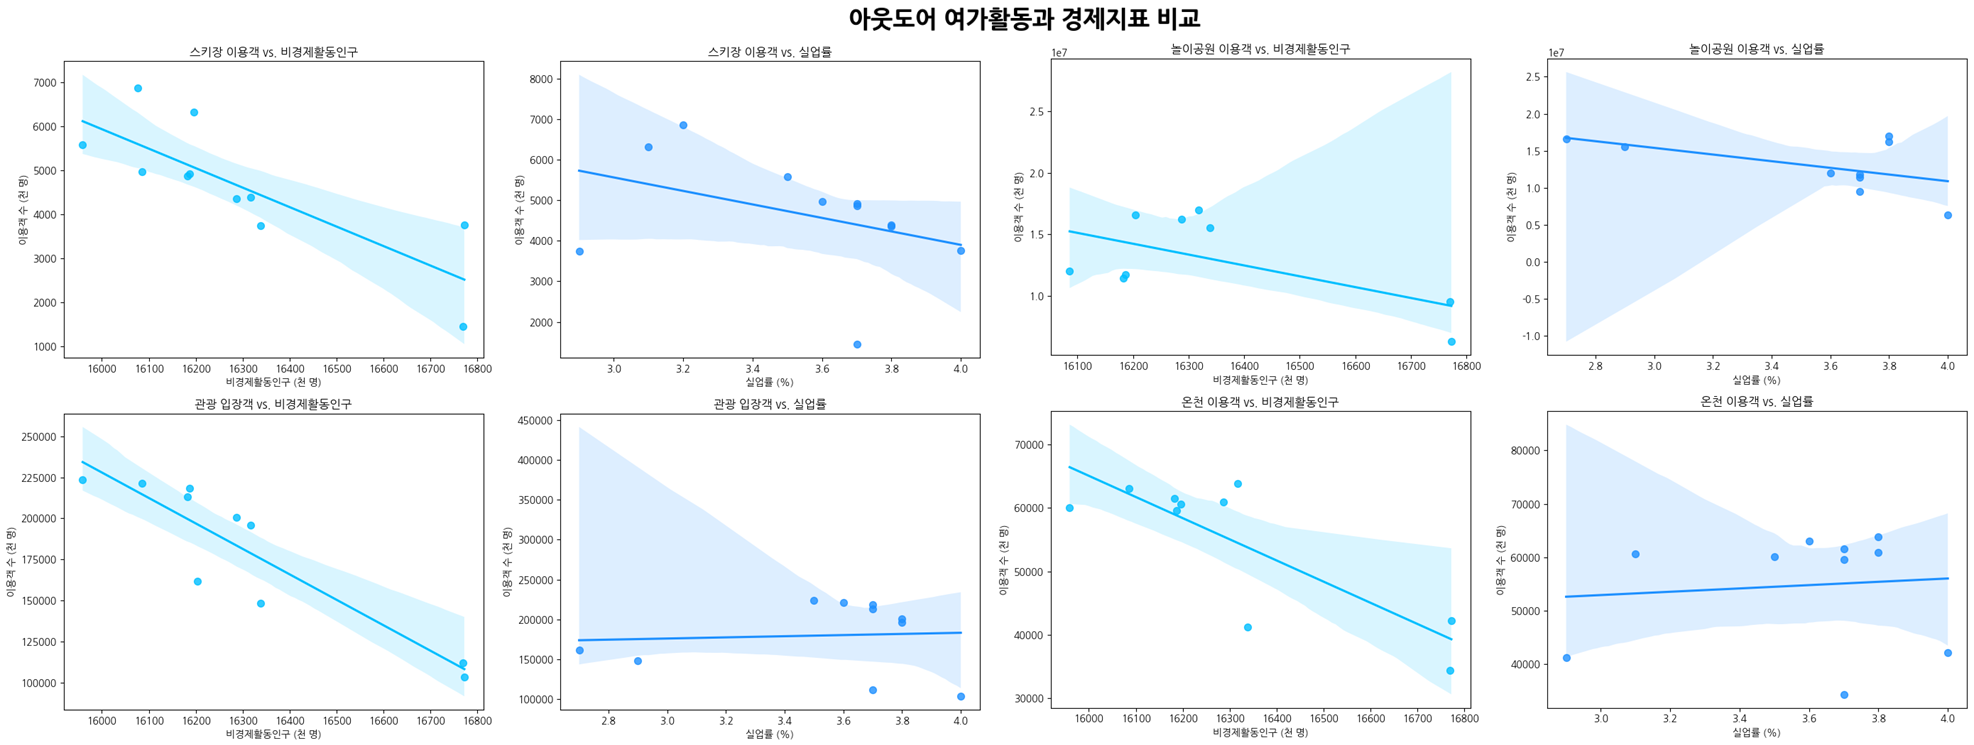 아웃도어 여가활동과 경제지표 비교
스키장 이용객 vs. 비경제활동인구
이용객 수 (천 명)
7000
6000
5000
4000
3000
2000
1000
16000 16100 16200 16300 16400 16500 16600 16700 16800
비경제활동인구 (천 명)
스키장 이용객 vs. 실업률
이용객 수 (천 명)
8000
7000
6000
5000
4000
3000
2000
3.0 3.2 3.4 3.6 3.8 4.0
실업률 (%)
놀이공원 이용객 vs. 비경제활동인구
1e7
이용객 수 (천 명)
2.5
2.0
1.5
1.0
16100 16200 16300 16400 16500 16600 16700 16800
비경제활동인구 (천 명)
놀이공원 이용객 vs. 실업률
1e7
이용객 수 (천 명)
2.5
2.0
1.5
1.0
0.5
0.0
-0.5
-1.0
2.8 3.0 3.2 3.4 3.6 3.8 4.0
실업률 (%)
관광 입장객 vs. 비경제활동인구
이용객 수 (천 명)
250000
225000
200000
175000
150000
125000
100000
16000 16100 16200 16300 16400 16500 16600 16700 16800
비경제활동인구 (천 명)
관광 입장객 vs. 실업률
이용객 수 (천 명)
450000
400000
350000
300000
250000
200000
150000
100000
2.8 3.0 3.2 3.4 3.6 3.8 4.0
실업률 (%)
온천 이용객 vs. 비경제활동인구
이용객 수 (천 명)
70000
60000
50000
40000
30000
16000 16100 16200 16300 16400 16500 16600 16700 16800
비경제활동인구 (천 명)
온천 이용객 vs. 실업률
이용객 수 (천 명)
80000
70000
60000
50000
40000
3.0 3.2 3.4 3.6 3.8 4.0
실업률 (%)